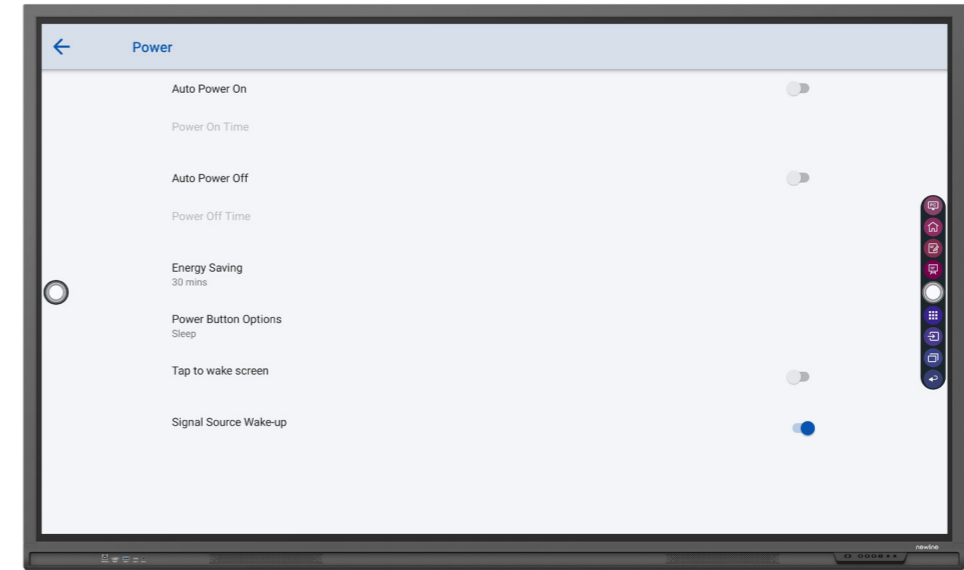 Power
Auto Power On
Power On Time
Auto Power Off
Power Off Time
Energy Saving
30 mins
Power Button Options
Sleep
Tap to wake screen
Signal Source Wake-up
newline